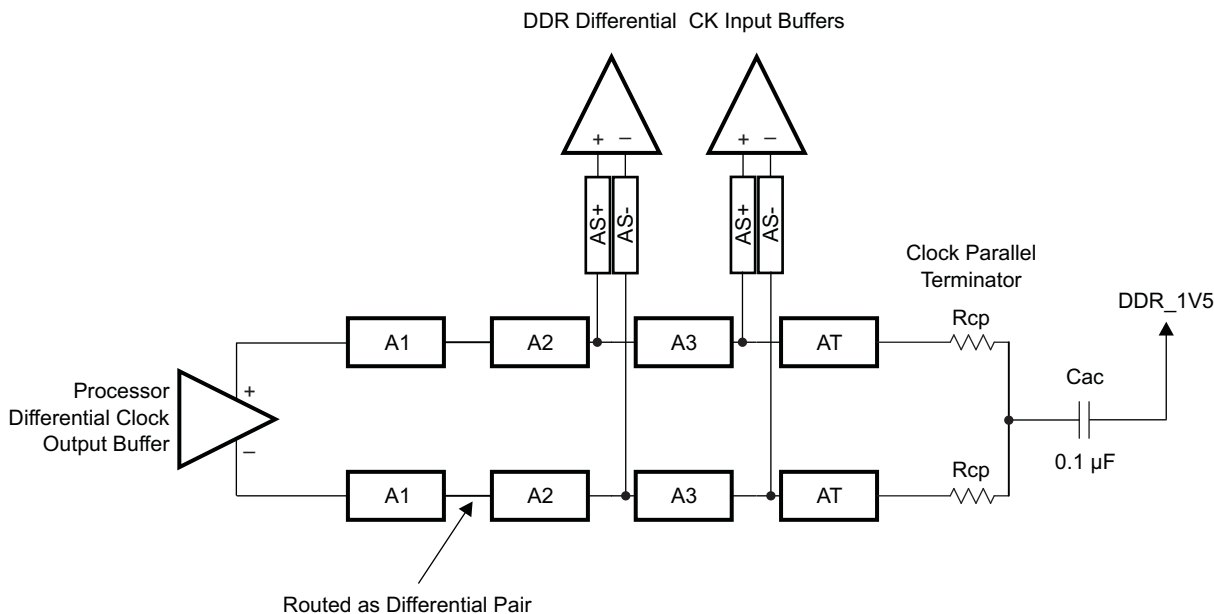 DDR Differential CK Input Buffers
+ −
+ −
AS+
AS-
AS+
AS-
Clock Parallel
Terminator
DDR_1V5
Rcp
A1
A2
A3
AT
Cac
Processor
Differential Clock
Output Buffer
+
−
0.1 µF
Rcp
A1
A2
A3
AT
Routed as Differential Pair